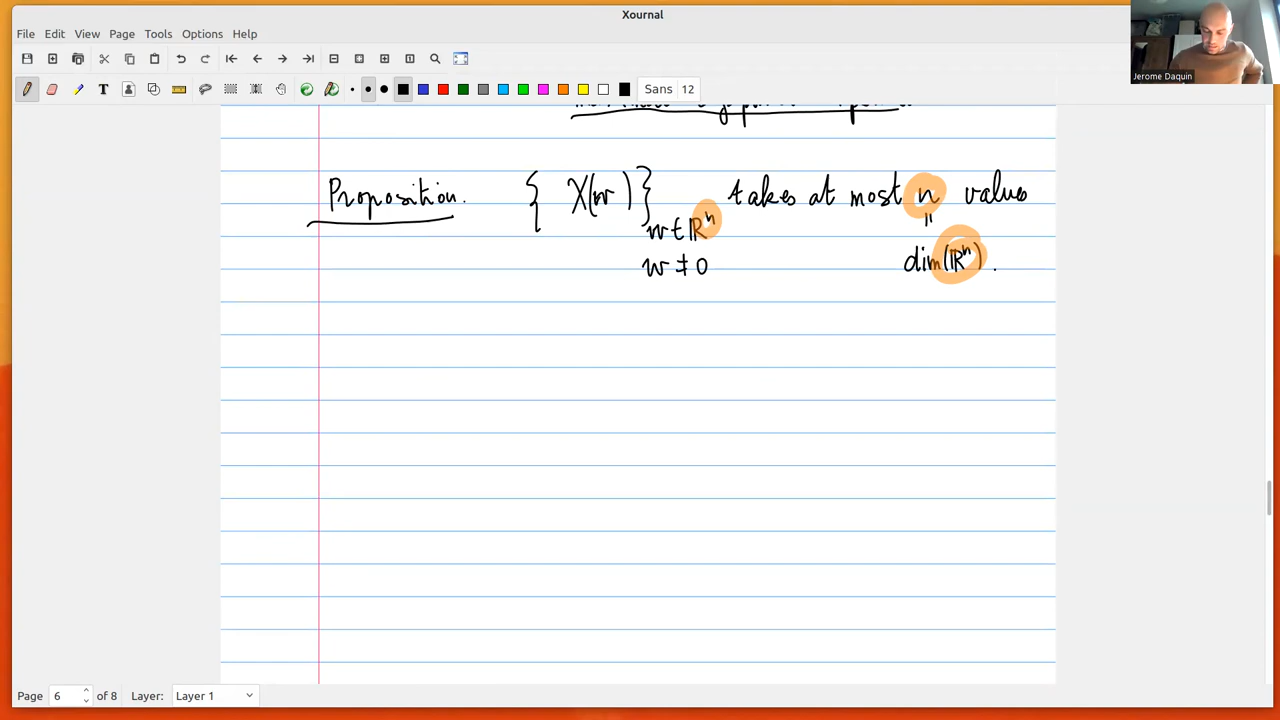 Xournal
File Edit View Page Tools Options Help
Jerome Daquin
Sans 12
Proposition. { X(w) } takes at most n values
w ∈ ℝⁿ "
w ≠ 0 dim(ℝⁿ).
Page 6 of 8 Layer: Layer 1